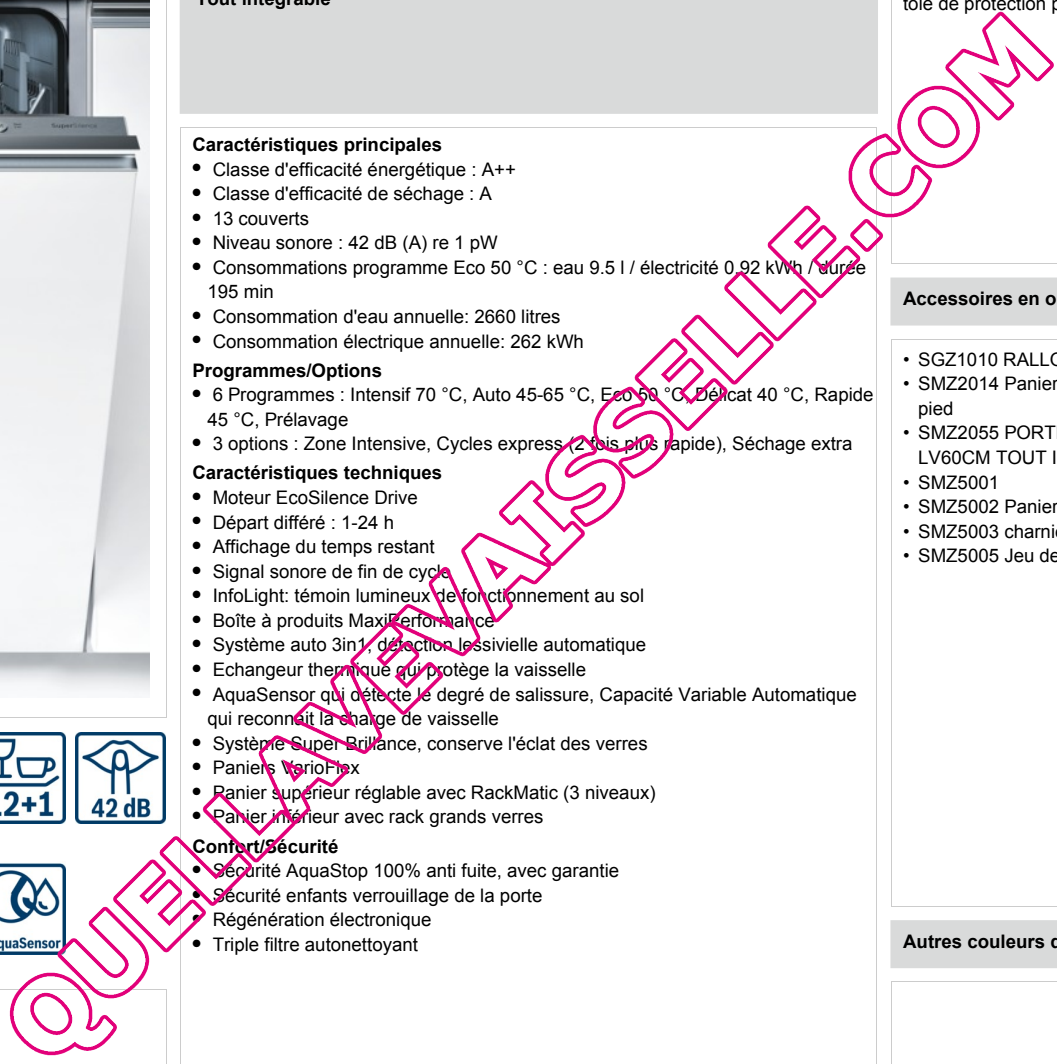 Tout intégrable
SuperSilence
Caractéristiques principales
• Classe d'efficacité énergétique : A++
• Classe d'efficacité de séchage : A
• 13 couverts
• Niveau sonore : 42 dB (A) re 1 pW
• Consommations programme Eco 50 °C : eau 9.5 l / électricité 0,92 kWh / durée
195 min
• Consommation d'eau annuelle: 2660 litres
• Consommation électrique annuelle: 262 kWh
Programmes/Options
• 6 Programmes : Intensif 70 °C, Auto 45-65 °C, Eco 50 °C, Délicat 40 °C, Rapide
45 °C, Prélavage
• 3 options : Zone Intensive, Cycles express (2 fois plus rapide), Séchage extra
Caractéristiques techniques
• Moteur EcoSilence Drive
• Départ différé : 1-24 h
• Affichage du temps restant
• Signal sonore de fin de cycle
• InfoLight: témoin lumineux de fonctionnement au sol
• Boîte à produits MaxiPerformance
• Système auto 3in1, détection lessivielle automatique
• Echangeur thermique qui protège la vaisselle
• AquaSensor qui détecte le degré de salissure, Capacité Variable Automatique
qui reconnait la charge de vaisselle
• Système Super Brillance, conserve l'éclat des verres
• Paniers VarioFlex
• Panier supérieur réglable avec RackMatic (3 niveaux)
• Panier inférieur avec rack grands verres
Confort/Sécurité
• Sécurité AquaStop 100% anti fuite, avec garantie
• Sécurité enfants verrouillage de la porte
• Régénération électronique
• Triple filtre autonettoyant
2+1
42 dB
quaSensor
tôle de protection p
Accessoires en o
• SGZ1010 RALLO
• SMZ2014 Panier
pied
• SMZ2055 PORT
LV60CM TOUT I
• SMZ5001
• SMZ5002 Panier
• SMZ5003 charni
• SMZ5005 Jeu de
Autres couleurs d
QUELLAVEVAISSELLE.COM